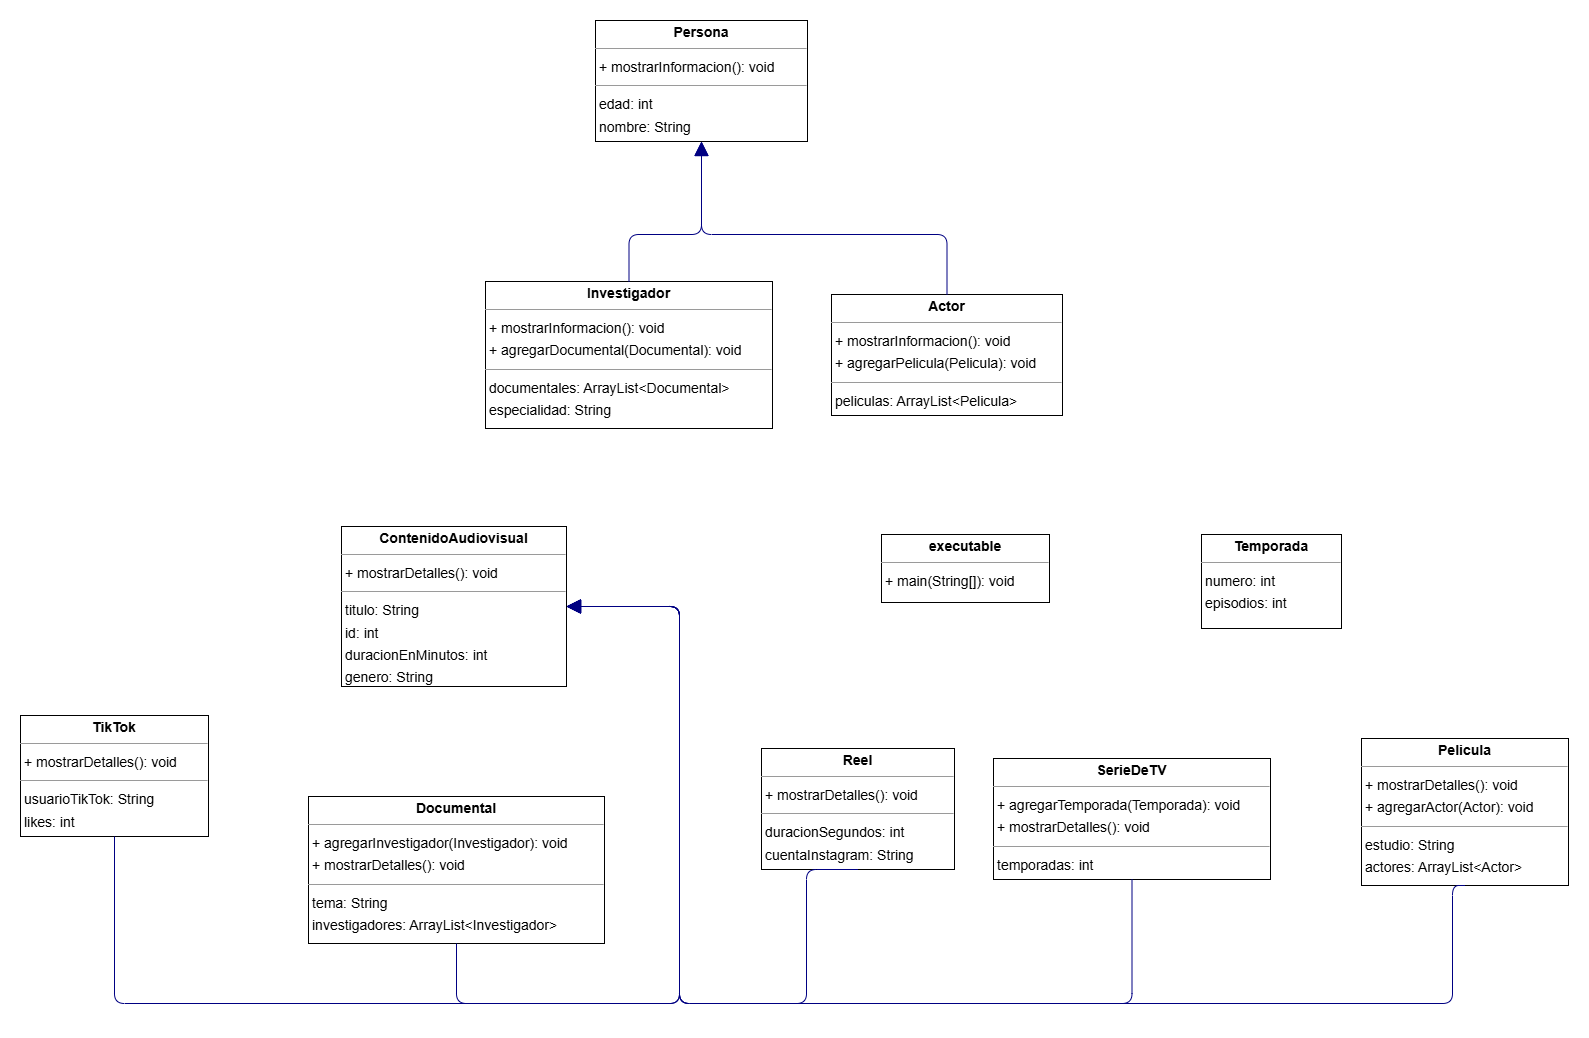 Persona
+ mostrarInformacion(): void
edad: int
nombre: String
Investigador
+ mostrarInformacion(): void
+ agregarDocumental(Documental): void
documentales: ArrayList<Documental>
especialidad: String
Actor
+ mostrarInformacion(): void
+ agregarPelicula(Pelicula): void
peliculas: ArrayList<Pelicula>
ContenidoAudiovisual
+ mostrarDetalles(): void
titulo: String
id: int
duracionEnMinutos: int
genero: String
executable
+ main(String[]): void
Temporada
numero: int
episodios: int
TikTok
+ mostrarDetalles(): void
usuarioTikTok: String
likes: int
Documental
+ agregarInvestigador(Investigador): void
+ mostrarDetalles(): void
tema: String
investigadores: ArrayList<Investigador>
Reel
+ mostrarDetalles(): void
duracionSegundos: int
cuentaInstagram: String
SerieDeTV
+ agregarTemporada(Temporada): void
+ mostrarDetalles(): void
temporadas: int
Pelicula
+ mostrarDetalles(): void
+ agregarActor(Actor): void
estudio: String
actores: ArrayList<Actor>